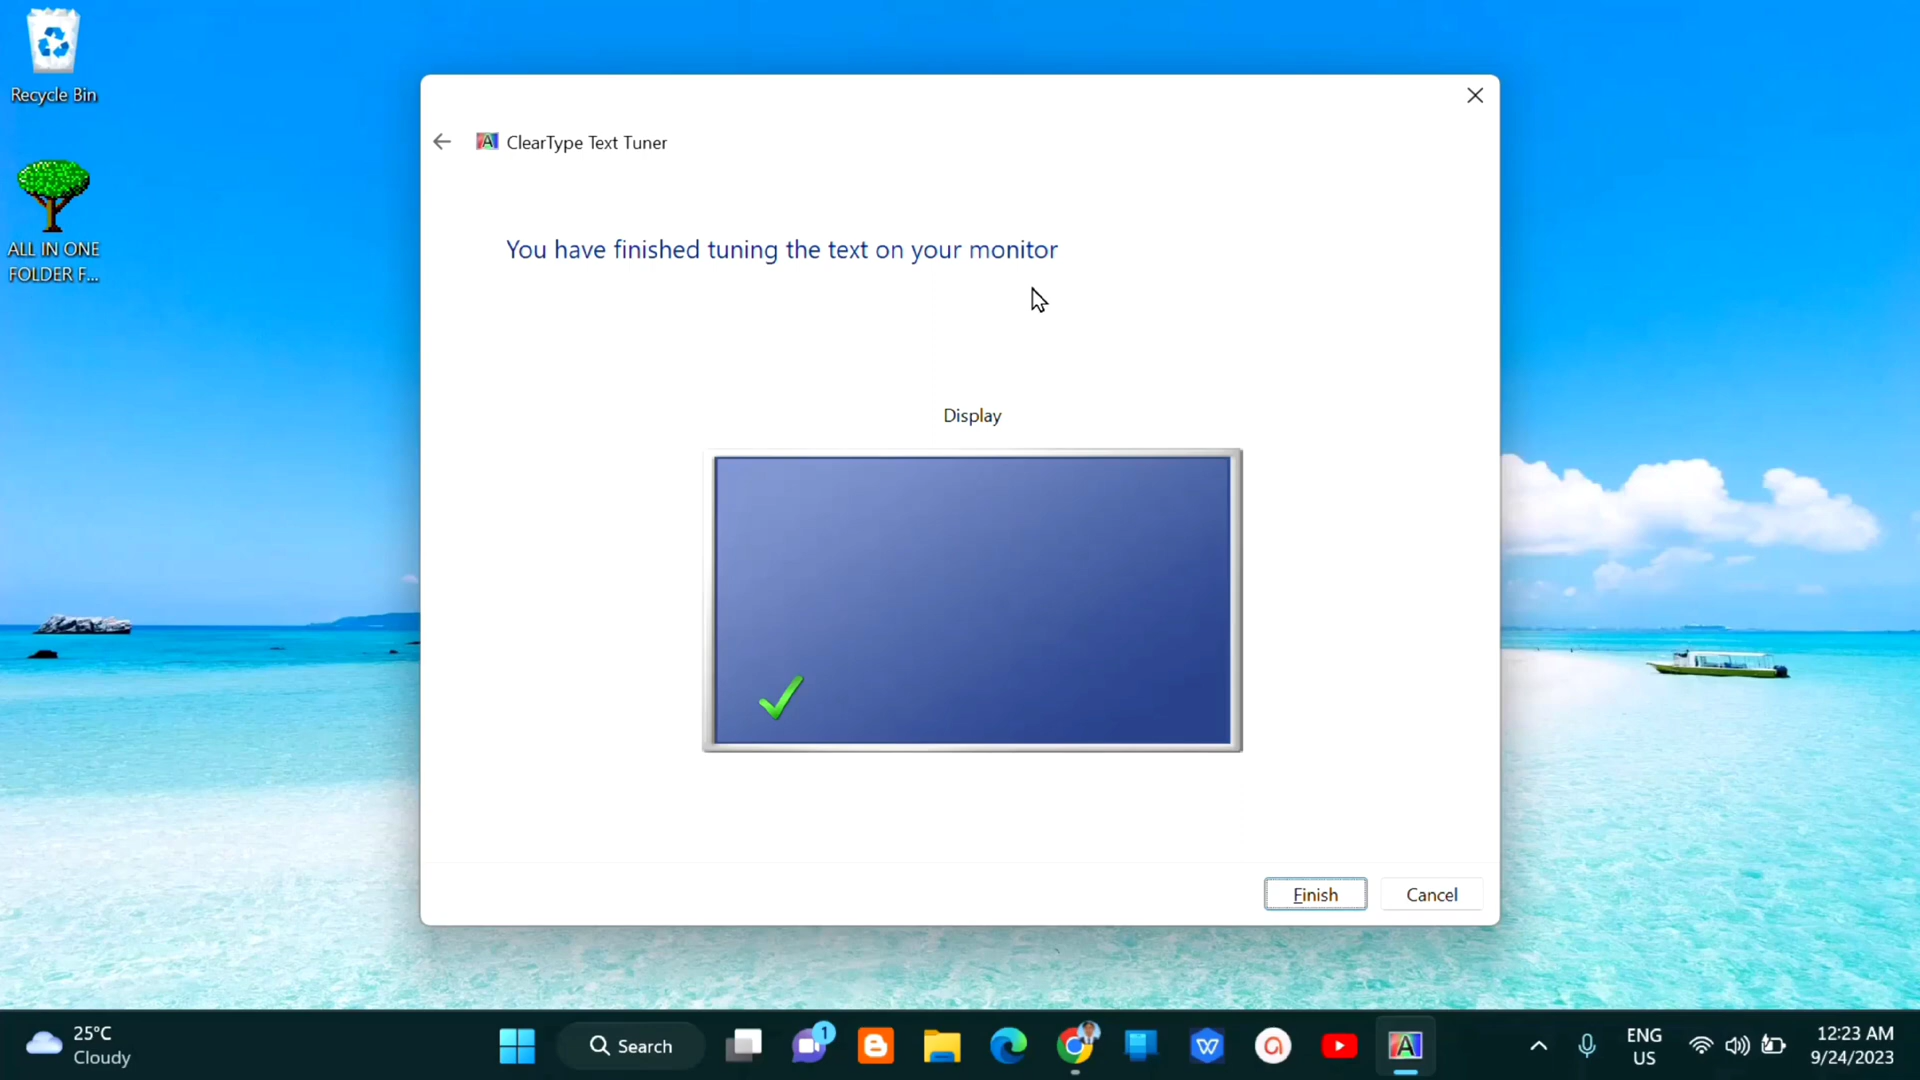 Recycle Bin
ALL IN ONE
FOLDER F...
ClearType Text Tuner
You have finished tuning the text on your monitor
Display
Finish
Cancel
25°C
Cloudy
Search
1
ENG
US
12:23 AM
9/24/2023